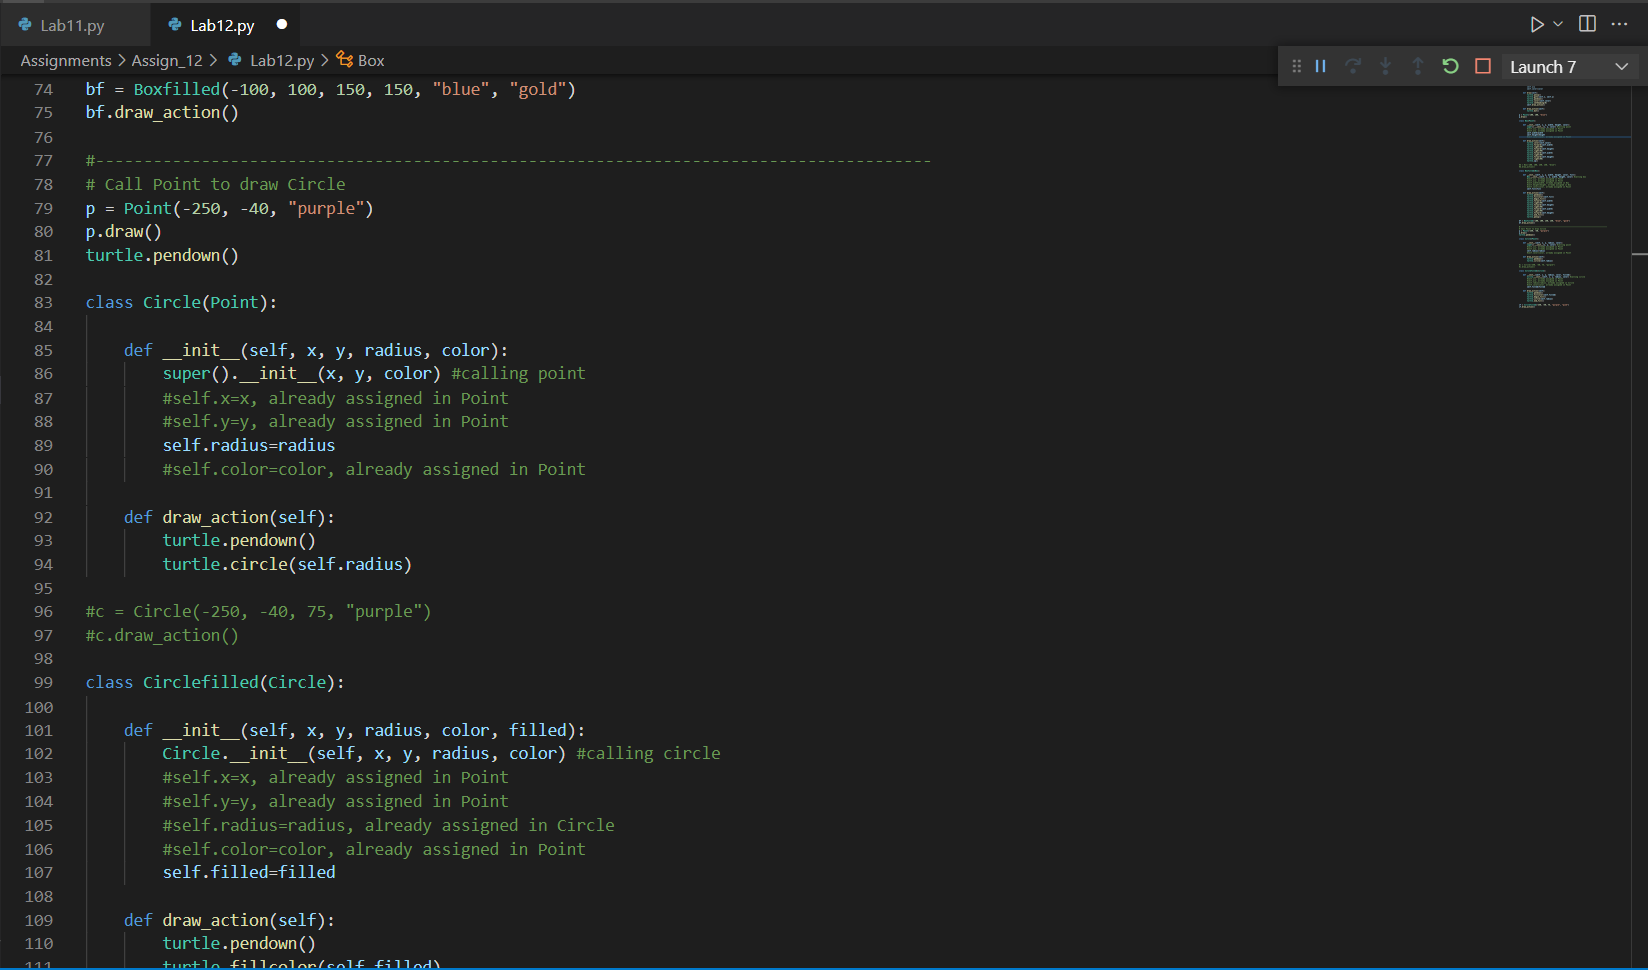 Lab11.py
Lab12.py
Assignments > Assign_12 > Lab12.py > Box
Launch 7
74 bf = Boxfilled(-100, 100, 150, 150, "blue", "gold")
75 bf.draw_action()
76
77 #---------------------------------------------------------------------------------------
78 # Call Point to draw Circle
79 p = Point(-250, -40, "purple")
80 p.draw()
81 turtle.pendown()
82
83 class Circle(Point):
84
85 def __init__(self, x, y, radius, color):
86 super().__init__(x, y, color) #calling point
87 #self.x=x, already assigned in Point
88 #self.y=y, already assigned in Point
89 self.radius=radius
90 #self.color=color, already assigned in Point
91
92 def draw_action(self):
93 turtle.pendown()
94 turtle.circle(self.radius)
95
96 #c = Circle(-250, -40, 75, "purple")
97 #c.draw_action()
98
99 class Circlefilled(Circle):
100
101 def __init__(self, x, y, radius, color, filled):
102 Circle.__init__(self, x, y, radius, color) #calling circle
103 #self.x=x, already assigned in Point
104 #self.y=y, already assigned in Point
105 #self.radius=radius, already assigned in Circle
106 #self.color=color, already assigned in Point
107 self.filled=filled
108
109 def draw_action(self):
110 turtle.pendown()
111 turtle.fillcolor(self.filled)